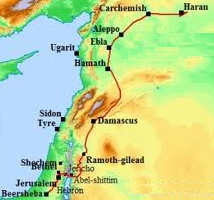 Carchemish
Haran
Aleppo
Ugarit
Ebla
Hamath
Sidon
Tyre
Damascus
Shechem
Ramoth-gilead
Bethel
Jericho
Jerusalem
Abel-shittim
Hebron
Beersheba